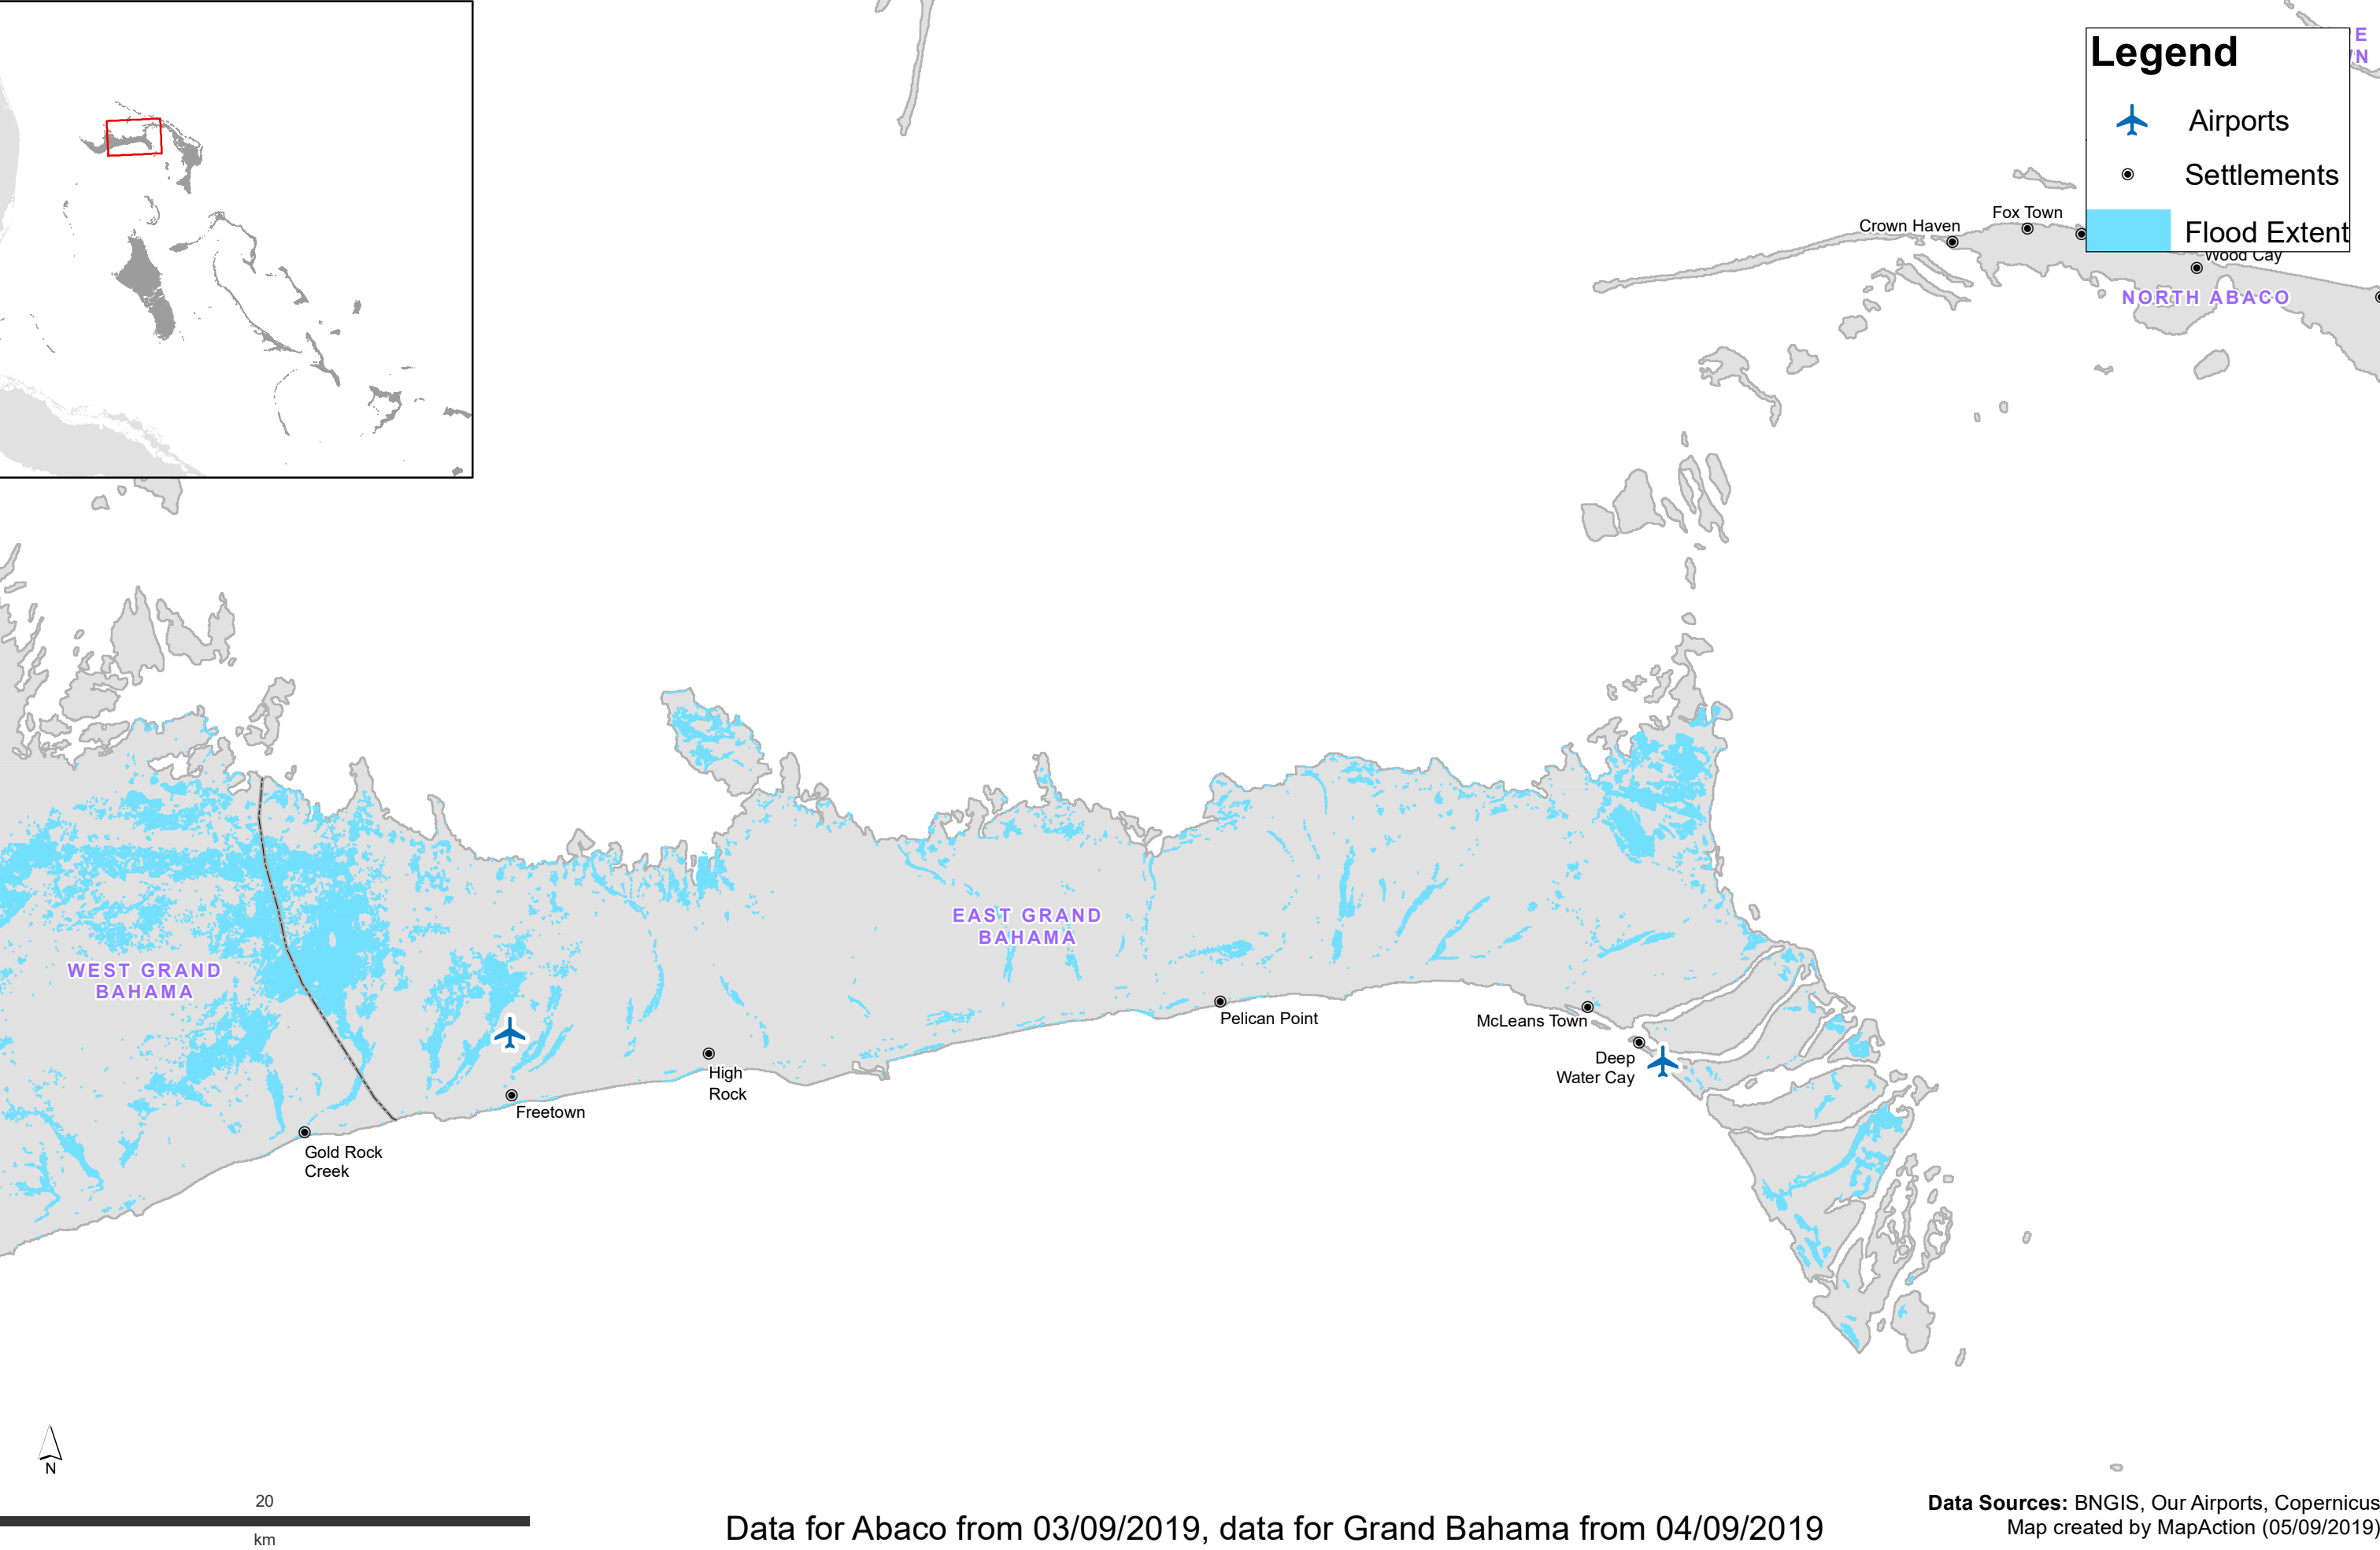 E
N
Legend
Airports
Settlements
Flood Extent
Crown Haven
Fox Town
Wood Cay
NORTH ABACO
WEST GRAND
BAHAMA
EAST GRAND
BAHAMA
Pelican Point
McLeans Town
Deep
Water Cay
High
Rock
Freetown
Gold Rock
Creek
N
20
km
Data for Abaco from 03/09/2019, data for Grand Bahama from 04/09/2019
Data Sources: BNGIS, Our Airports, Copernicus
Map created by MapAction (05/09/2019)